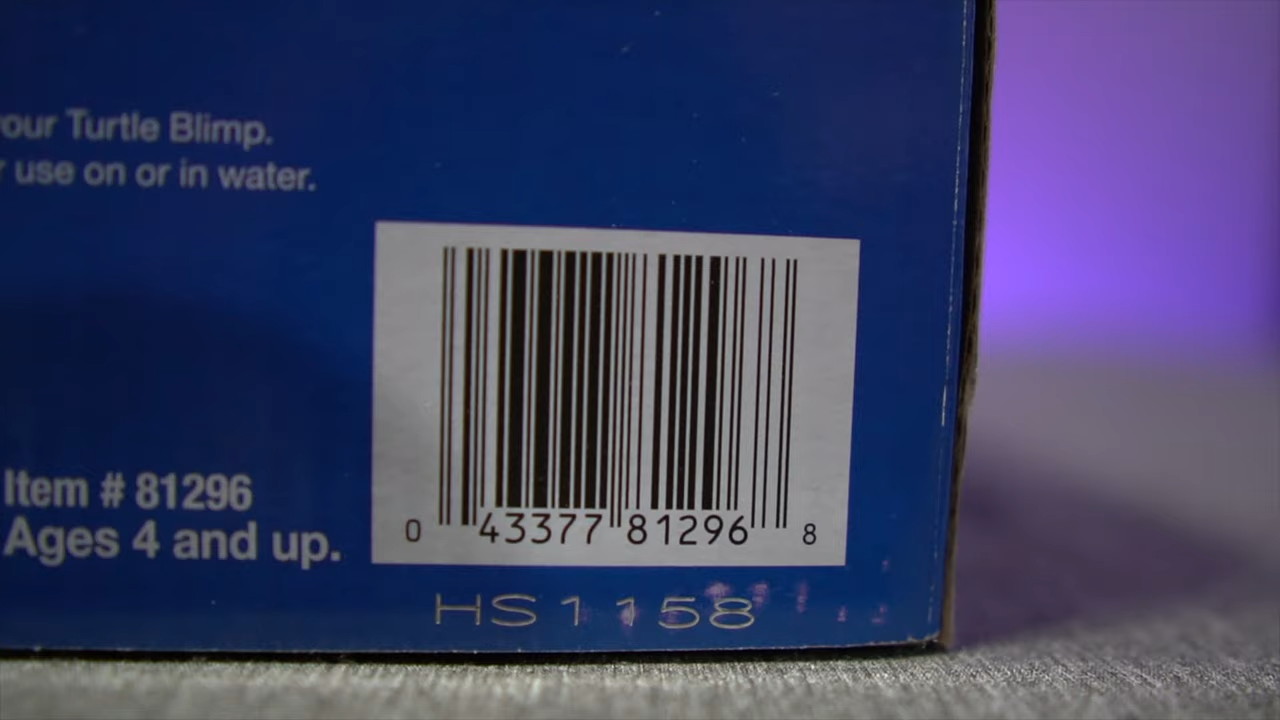 our Turtle Blimp.
use on or in water.
Item # 81296
Ages 4 and up.
0 43377 81296 8
HS1158